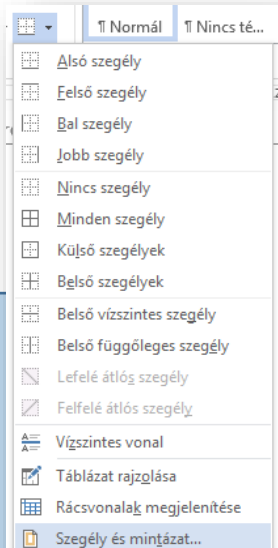 ¶ Normál ¶ Nincs té...
Alsó szegély
Felső szegély
Bal szegély
Jobb szegély
Nincs szegély
Minden szegély
Külső szegélyek
Belső szegélyek
Belső vízszintes szegély
Belső függőleges szegély
Lefelé átlós szegély
Felfelé átlós szegély
Vízszintes vonal
Táblázat rajzolása
Rácsvonalak megjelenítése
Szegély és mintázat...